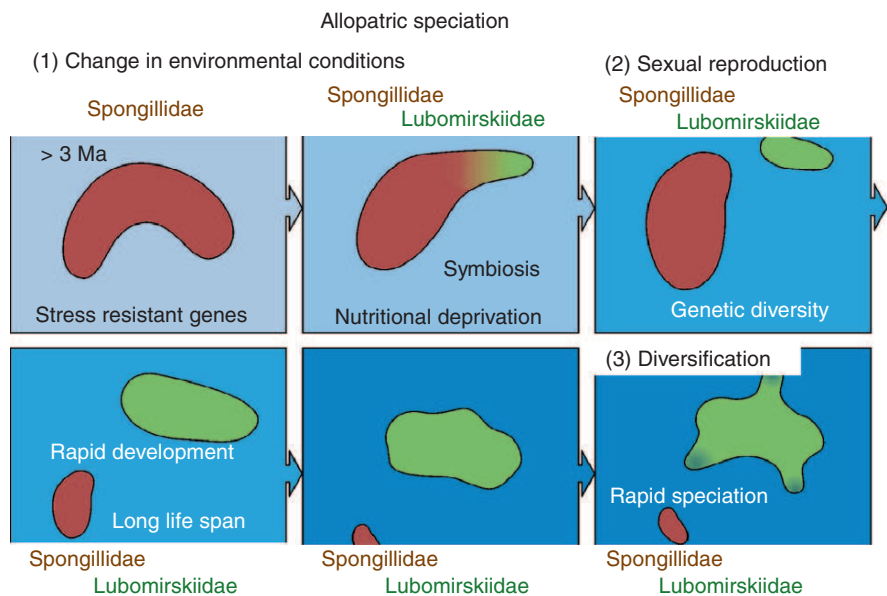 Allopatric speciation
(1) Change in environmental conditions
(2) Sexual reproduction
Spongillidae
Spongillidae
Lubomirskiidae
Spongillidae
Lubomirskiidae
> 3 Ma
Stress resistant genes
Symbiosis
Nutritional deprivation
Genetic diversity
Rapid development
Long life span
(3) Diversification
Rapid speciation
Spongillidae
Lubomirskiidae
Spongillidae
Lubomirskiidae
Spongillidae
Lubomirskiidae